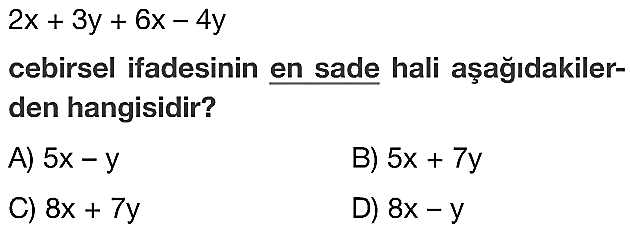 2x + 3y + 6x – 4y
cebirsel ifadesinin en sade hali aşağıdakiler-
den hangisidir?
A) 5x – y
B) 5x + 7y
C) 8x + 7y
D) 8x – y